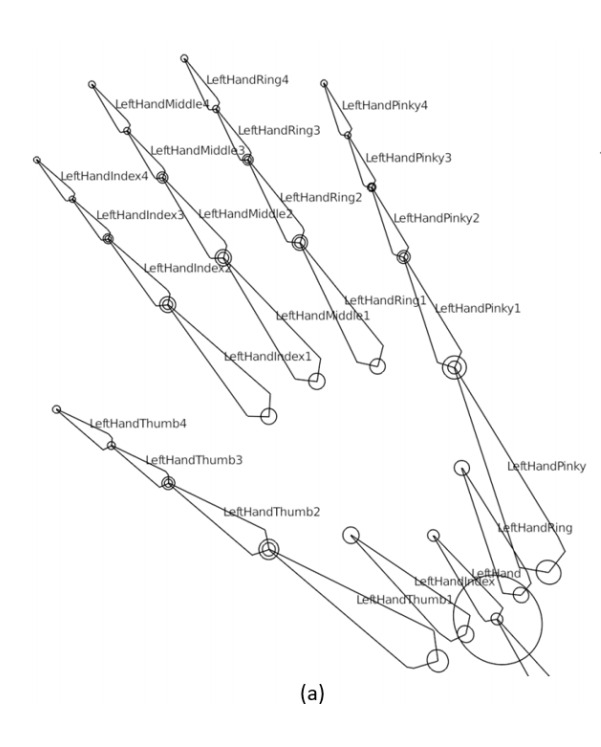 LeftHandRing4
LeftHandMiddle4
LeftHandPinky4
LeftHandRing3
LeftHandMiddle3
LeftHandPinky3
LeftHandIndex4
LeftHandRing2
LeftHandIndex3
LeftHandMiddle2
LeftHandPinky2
LeftHandIndex2
LeftHandRing1
LeftHandPinky1
LeftHandMiddle1
LeftHandIndex1
LeftHandThumb4
LeftHandThumb3
LeftHandPinky
LeftHandThumb2
LeftHandRing
LeftHand
LeftHandIndex
LeftHandThumb1
(a)